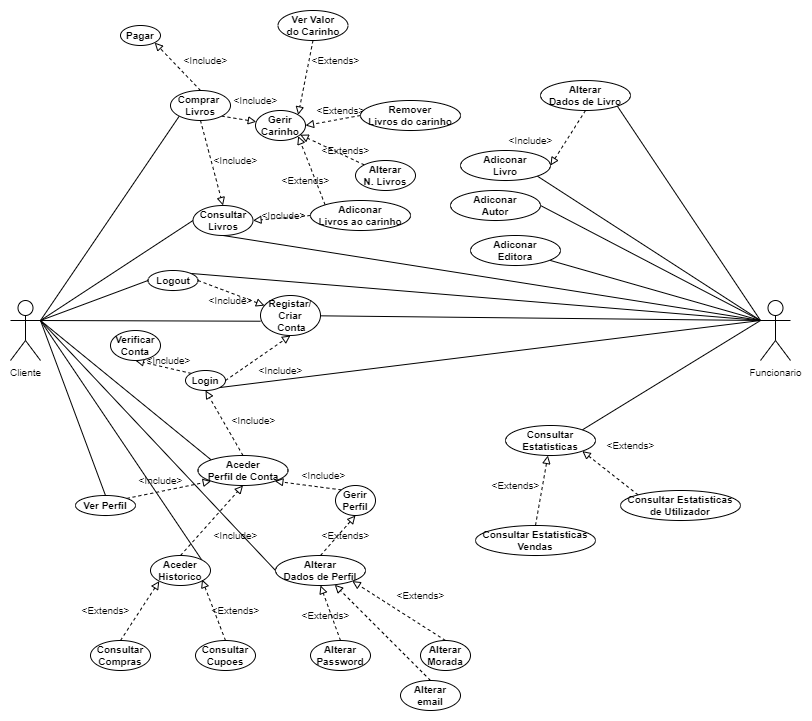 Ver Valor
do Carinho
Pagar
<Include>
<Extends>
Alterar
Dados de Livro
Comprar
Livros
<Include>
Gerir
Carinho
<Extends>
Remover
Livros do carinho
<Include>
<Extends>
<Include>
Adiconar
Livro
<Extends>
Alterar
N. Livros
Adiconar
Autor
Consultar
Livros
<Include>
Adiconar
Livros ao carinho
Adiconar
Editora
Logout
<Include>
Registar/
Criar
Conta
Verificar
Conta
<Include>
<Include>
Login
Cliente
Funcionario
<Include>
Consultar
Estatisticas
<Extends>
Aceder
Perfil de Conta
<Include>
<Include>
<Extends>
Ver Perfil
Gerir
Perfil
Consultar Estatisticas
de Utilizador
<Include>
<Extends>
Consultar Estatisticas
Vendas
Aceder
Historico
Alterar
Dados de Perfil
<Extends>
<Extends>
<Extends>
<Extends>
Consultar
Compras
Consultar
Cupoes
Alterar
Password
Alterar
Morada
Alterar
email